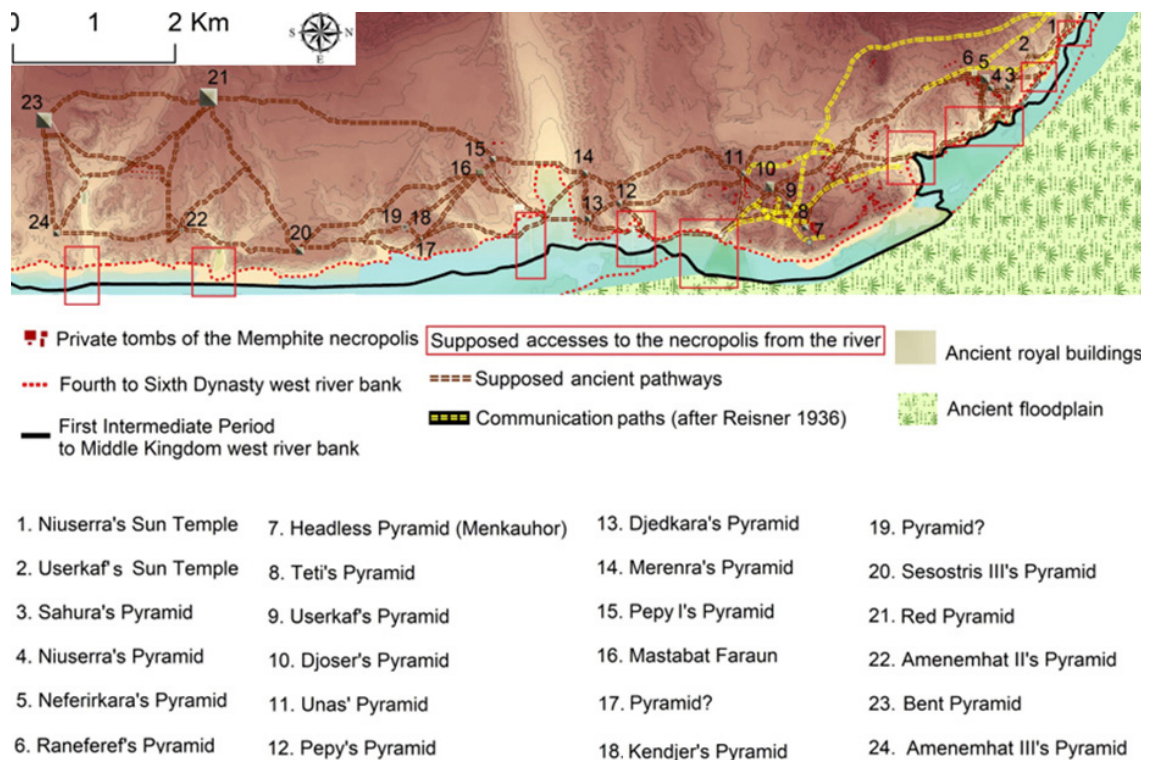 0 1 2 Km
S N
E
1
2
3
4
5
6
7
8
9
10
11
12
13
14
15
16
17
18
19
20
21
22
23
24
Private tombs of the Memphite necropolis
Fourth to Sixth Dynasty west river bank
First Intermediate Period
to Middle Kingdom west river bank
Supposed accesses to the necropolis from the river
Supposed ancient pathways
Communication paths (after Reisner 1936)
Ancient royal buildings
Ancient floodplain
1. Niuserra's Sun Temple
2. Userkaf's Sun Temple
3. Sahura's Pyramid
4. Niuserra's Pyramid
5. Neferirkara's Pyramid
6. Raneferef's Pyramid
7. Headless Pyramid (Menkauhor)
8. Teti's Pyramid
9. Userkaf's Pyramid
10. Djoser's Pyramid
11. Unas' Pyramid
12. Pepy's Pyramid
13. Djedkara's Pyramid
14. Merenra's Pyramid
15. Pepy I's Pyramid
16. Mastabat Faraun
17. Pyramid?
18. Kendjer's Pyramid
19. Pyramid?
20. Sesostris III's Pyramid
21. Red Pyramid
22. Amenemhat II's Pyramid
23. Bent Pyramid
24. Amenemhat III's Pyramid